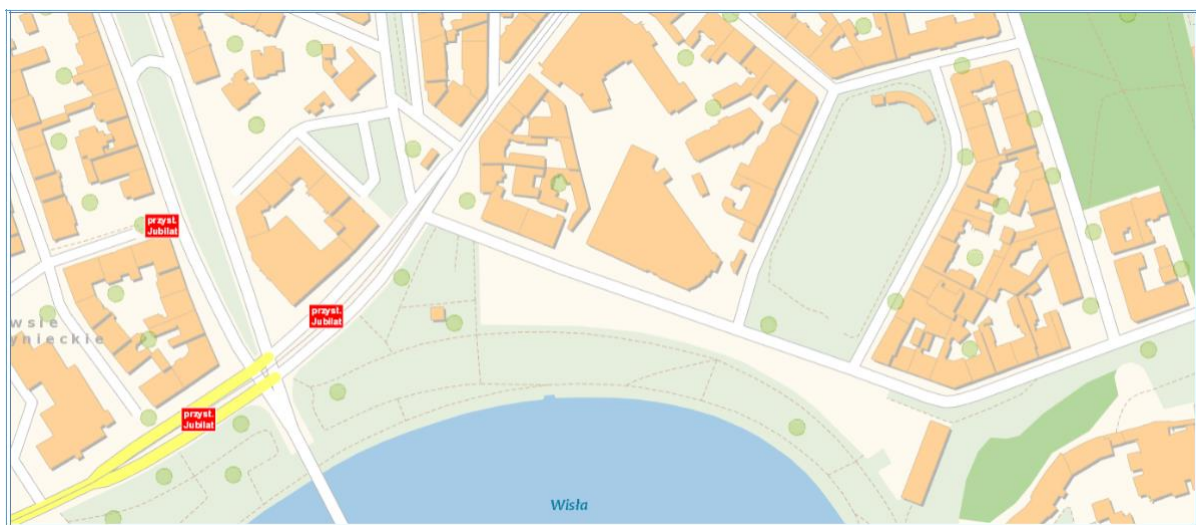 przyst.
Jubilat
przyst.
Jubilat
wsie
ynieckie
przyst.
Jubilat
Wisła